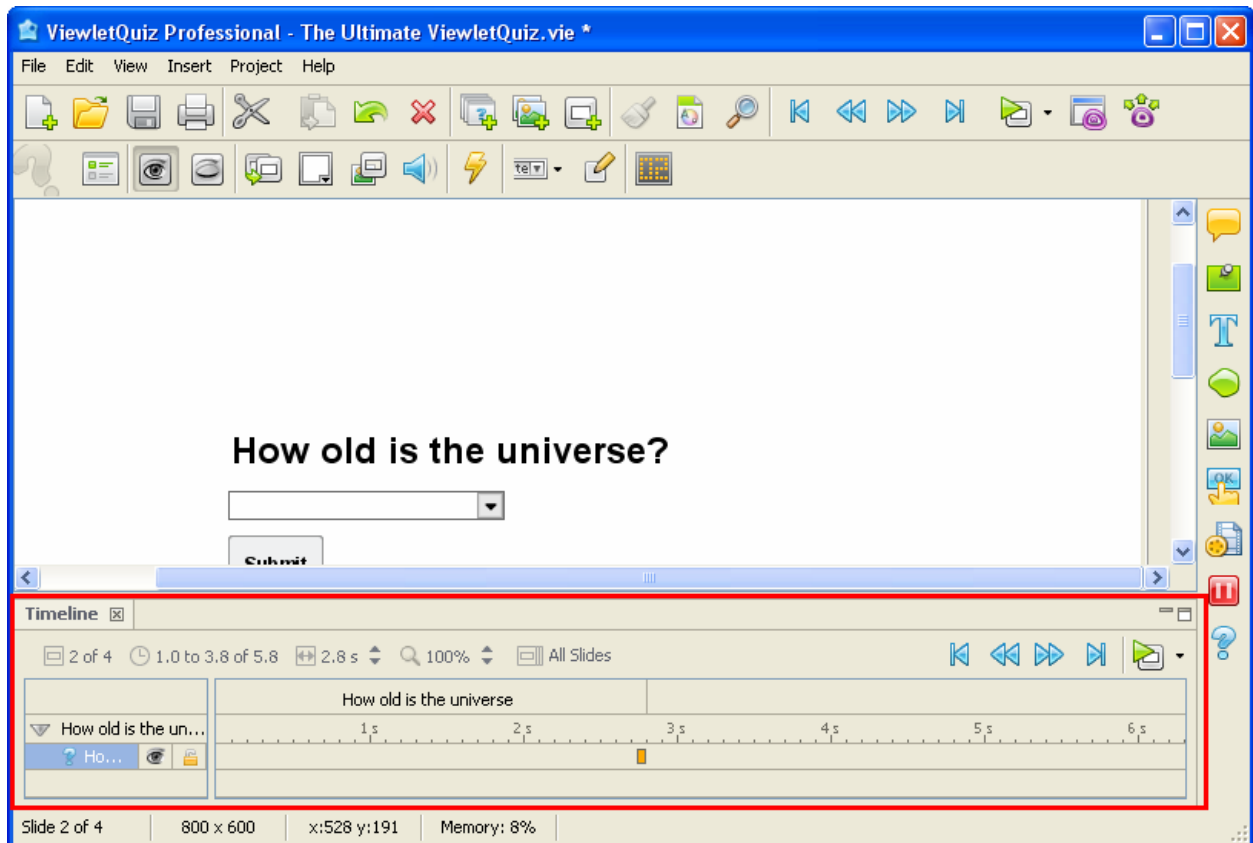 ViewletQuiz Professional - The Ultimate ViewletQuiz.vie *
File Edit View Insert Project Help
te
How old is the universe?
Submit
OK
Timeline
2 of 4 1.0 to 3.8 of 5.8 2.8 s 100% All Slides
How old is the universe
How old is the un... 1 s 2 s 3 s 4 s 5 s 6 s
Ho...
Slide 2 of 4 800 x 600 x:528 y:191 Memory: 8%